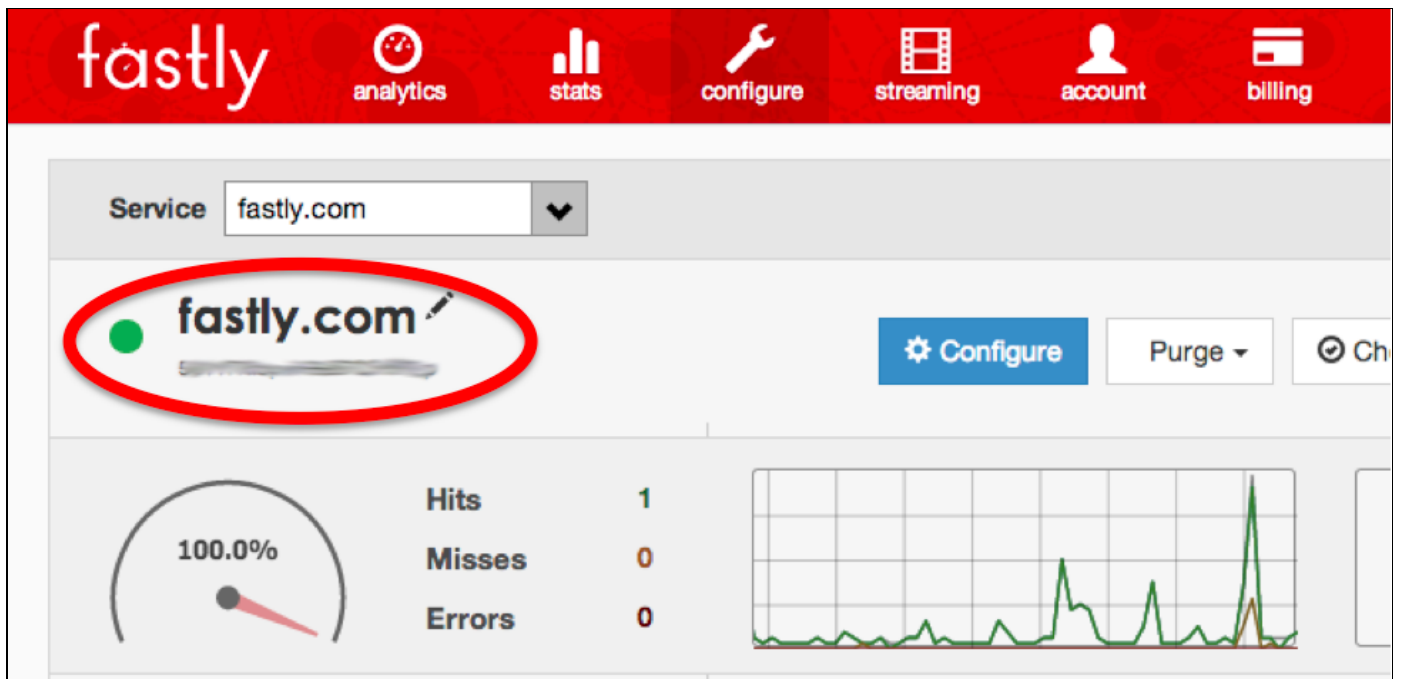 fastly
analytics
stats
configure
streaming
account
billing
Service
fastly.com
fastly.com
Configure
Purge
Hits 1
100.0%
Misses 0
Errors 0